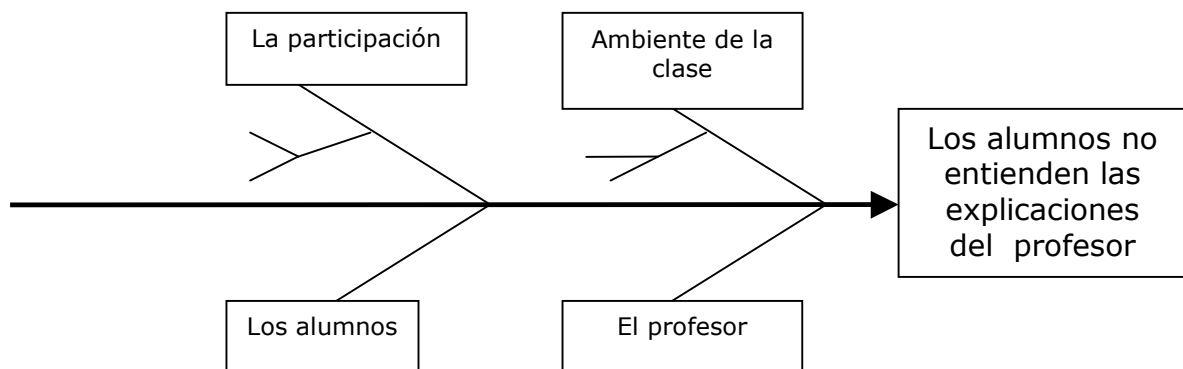 La participación
Ambiente de la
clase
Los alumnos no
entienden las
explicaciones
del  profesor
Los alumnos
El profesor